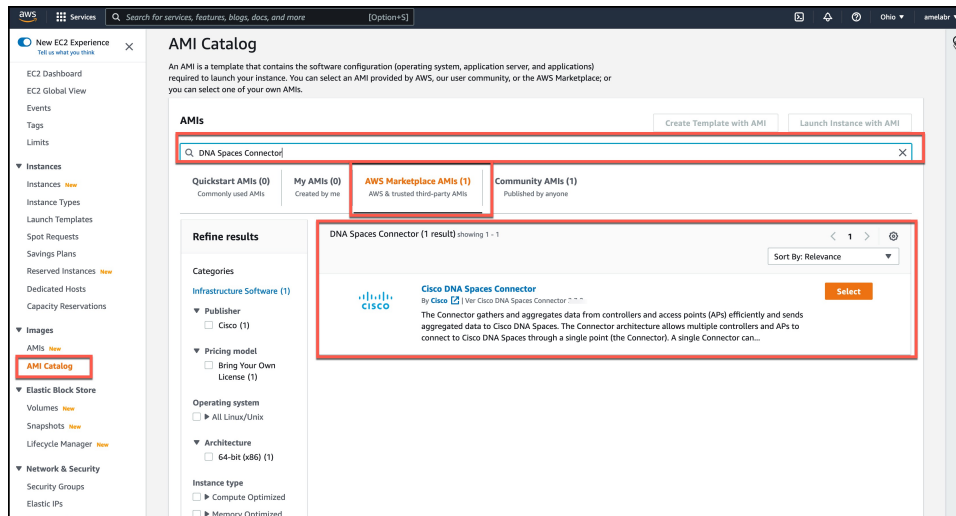 aws
Services
Search for services, features, blogs, docs, and more
[Option+S]
Ohio ▼
amelabr
New EC2 Experience
Tell us what you think
EC2 Dashboard
EC2 Global View
Events
Tags
Limits
Instances
Instances New
Instance Types
Launch Templates
Spot Requests
Savings Plans
Reserved Instances New
Dedicated Hosts
Capacity Reservations
Images
AMIs New
AMI Catalog
Elastic Block Store
Volumes New
Snapshots New
Lifecycle Manager New
Network & Security
Security Groups
Elastic IPs
AMI Catalog
An AMI is a template that contains the software configuration (operating system, application server, and applications)
required to launch your instance. You can select an AMI provided by AWS, our user community, or the AWS Marketplace; or
you can select one of your own AMIs.
AMIs
Create Template with AMI
Launch Instance with AMI
DNA Spaces Connector
Quickstart AMIs (0)
Commonly used AMIs
My AMIs (0)
Created by me
AWS Marketplace AMIs (1)
AWS & trusted third-party AMIs
Community AMIs (1)
Published by anyone
Refine results
Categories
Infrastructure Software (1)
Publisher
Cisco (1)
Pricing model
Bring Your Own
License (1)
Operating system
All Linux/Unix
Architecture
64-bit (x86) (1)
Instance type
Compute Optimized
Memory Optimized
DNA Spaces Connector (1 result) showing 1 - 1
1
Sort By: Relevance
CISCO
Cisco DNA Spaces Connector
By Cisco | Ver Cisco DNA Spaces Connector
The Connector gathers and aggregates data from controllers and access points (APs) efficiently and sends
aggregated data to Cisco DNA Spaces. The Connector architecture allows multiple controllers and APs to
connect to Cisco DNA Spaces through a single point (the Connector). A single Connector can...
Select